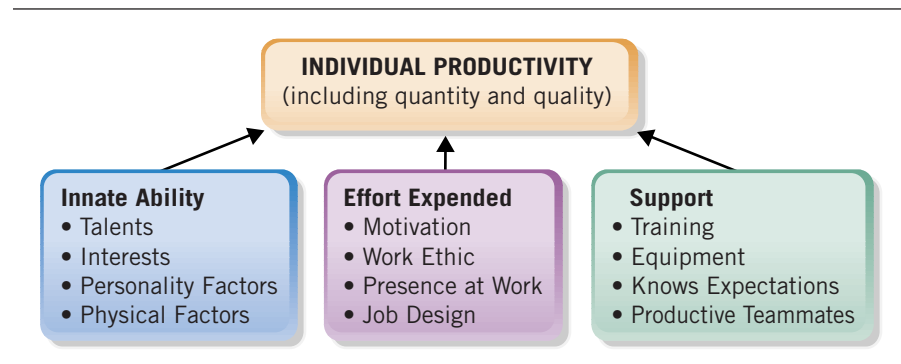 INDIVIDUAL PRODUCTIVITY
(including quantity and quality)
Innate Ability
• Talents
• Interests
• Personality Factors
• Physical Factors
Effort Expended
• Motivation
• Work Ethic
• Presence at Work
• Job Design
Support
• Training
• Equipment
• Knows Expectations
• Productive Teammates